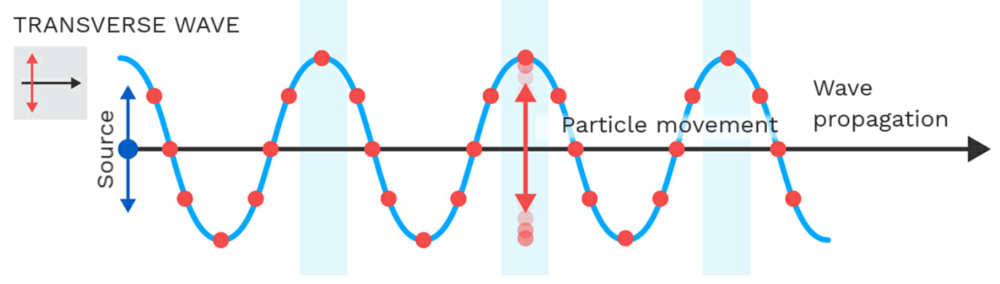 TRANSVERSE WAVE
Source
Particle movement
Wave
propagation